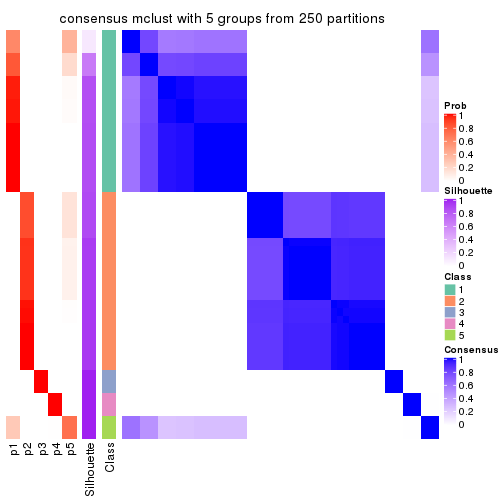 consensus mclust with 5 groups from 250 partitions
Prob
1
0.8
0.6
0.4
0.2
0
Silhouette
1
0.8
0.6
0.4
0.2
0
Class
1
2
3
4
5
Consensus
1
0.8
0.6
0.4
0.2
0
p1
p2
p3
p4
p5
Silhouette
Class